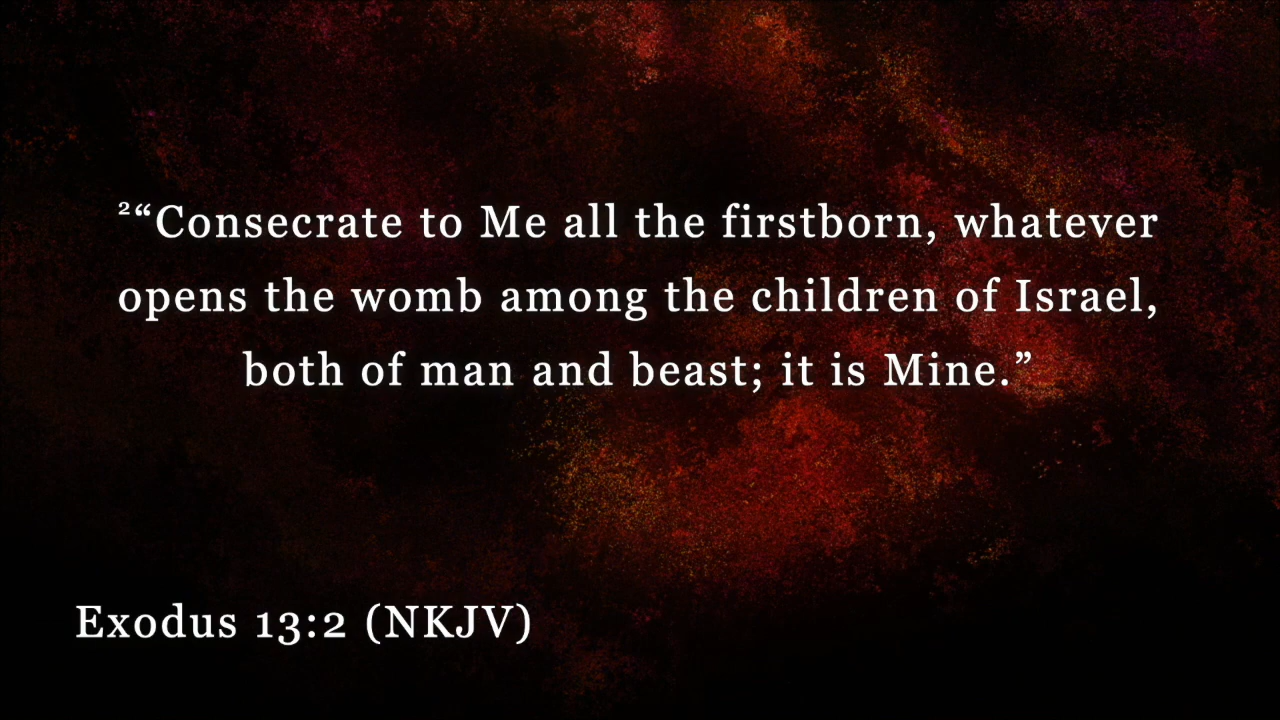 ²“Consecrate to Me all the firstborn, whatever
opens the womb among the children of Israel,
both of man and beast; it is Mine.”
Exodus 13:2 (NKJV)